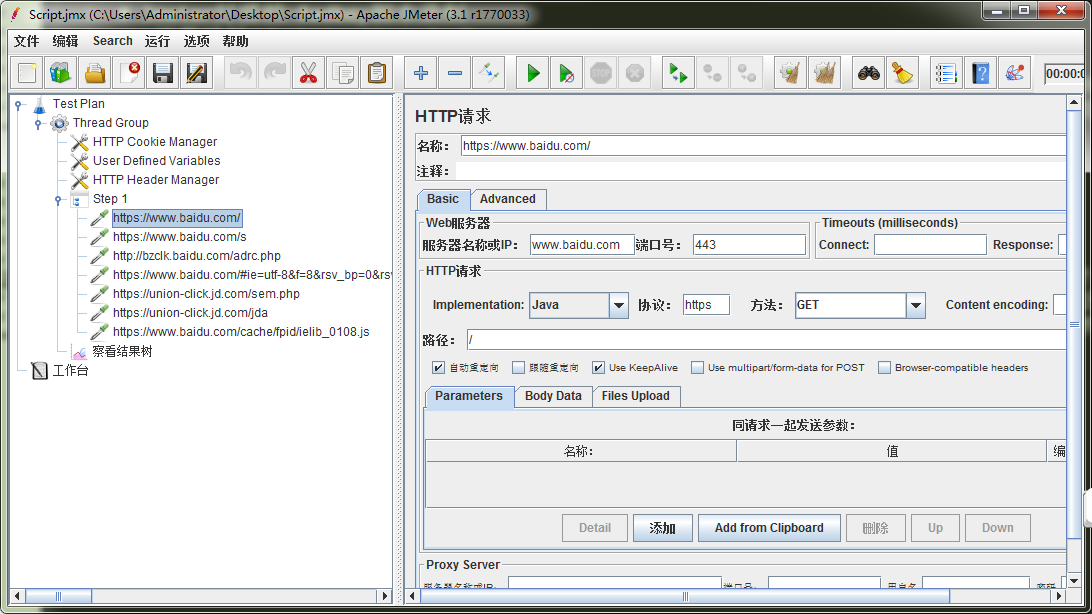 Script.jmx (C:\Users\Administrator\Desktop\Script.jmx) - Apache JMeter (3.1 r1770033)
文件 编辑 Search 运行 选项 帮助
STOP
00:00:0
Test Plan
Thread Group
HTTP Cookie Manager
User Defined Variables
HTTP Header Manager
Step 1
https://www.baidu.com/
https://www.baidu.com/s
http://bzclk.baidu.com/adrc.php
https://www.baidu.com/#ie=utf-8&f=8&rsv_bp=0&rsv
https://union-click.jd.com/sem.php
https://union-click.jd.com/jda
https://www.baidu.com/cache/fpid/ielib_0108.js
察看结果树
工作台
HTTP请求
名称： https://www.baidu.com/
注释：
Basic Advanced
Web服务器
服务器名称或IP： www.baidu.com 端口号： 443
Timeouts (milliseconds)
Connect: Response:
HTTP请求
Implementation: Java 协议： https 方法： GET Content encoding:
路径： /
自动重定向 跟随重定向 Use KeepAlive Use multipart/form-data for POST Browser-compatible headers
Parameters Body Data Files Upload
同请求一起发送参数：
名称： 值 编
Detail 添加 Add from Clipboard 删除 Up Down
Proxy Server
服务器名称或IP： 端口号： 用户名 密码